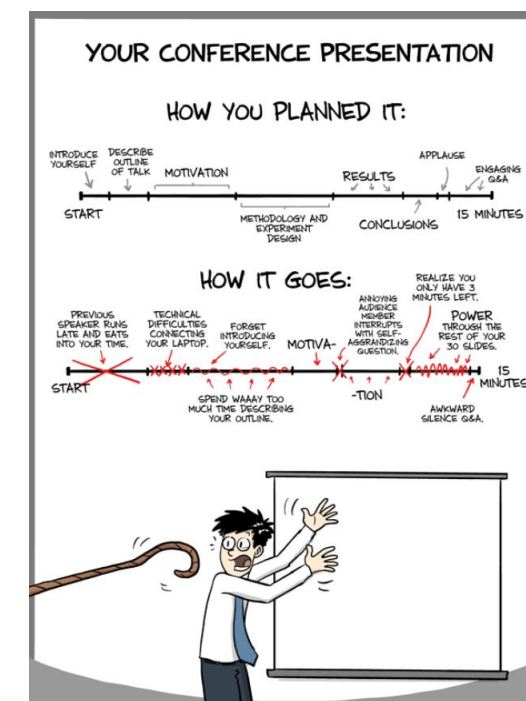 YOUR CONFERENCE PRESENTATION
HOW YOU PLANNED IT:
INTRODUCE
YOURSELF
DESCRIBE
OUTLINE
OF TALK
MOTIVATION
RESULTS
APPLAUSE
ENGAGING
Q&A
START
METHODOLOGY AND
EXPERIMENT
DESIGN
CONCLUSIONS
15 MINUTES
HOW IT GOES:
PREVIOUS
SPEAKER RUNS
LATE AND EATS
INTO YOUR TIME.
TECHNICAL
DIFFICULTIES
CONNECTING
YOUR LAPTOP.
FORGET
INTRODUCING
YOURSELF.
MOTIVA-
ANNOYING
AUDIENCE
MEMBER
INTERRUPTS
WITH SELF-
AGGRANDIZING
QUESTION.
REALIZE YOU
ONLY HAVE 3
MINUTES LEFT.
POWER
THROUGH THE
REST OF YOUR
30 SLIDES.
START
SPEND WAAAY TOO
MUCH TIME DESCRIBING
YOUR OUTLINE.
-TION
AWKWARD
SILENCE Q&A.
15
MINUTES